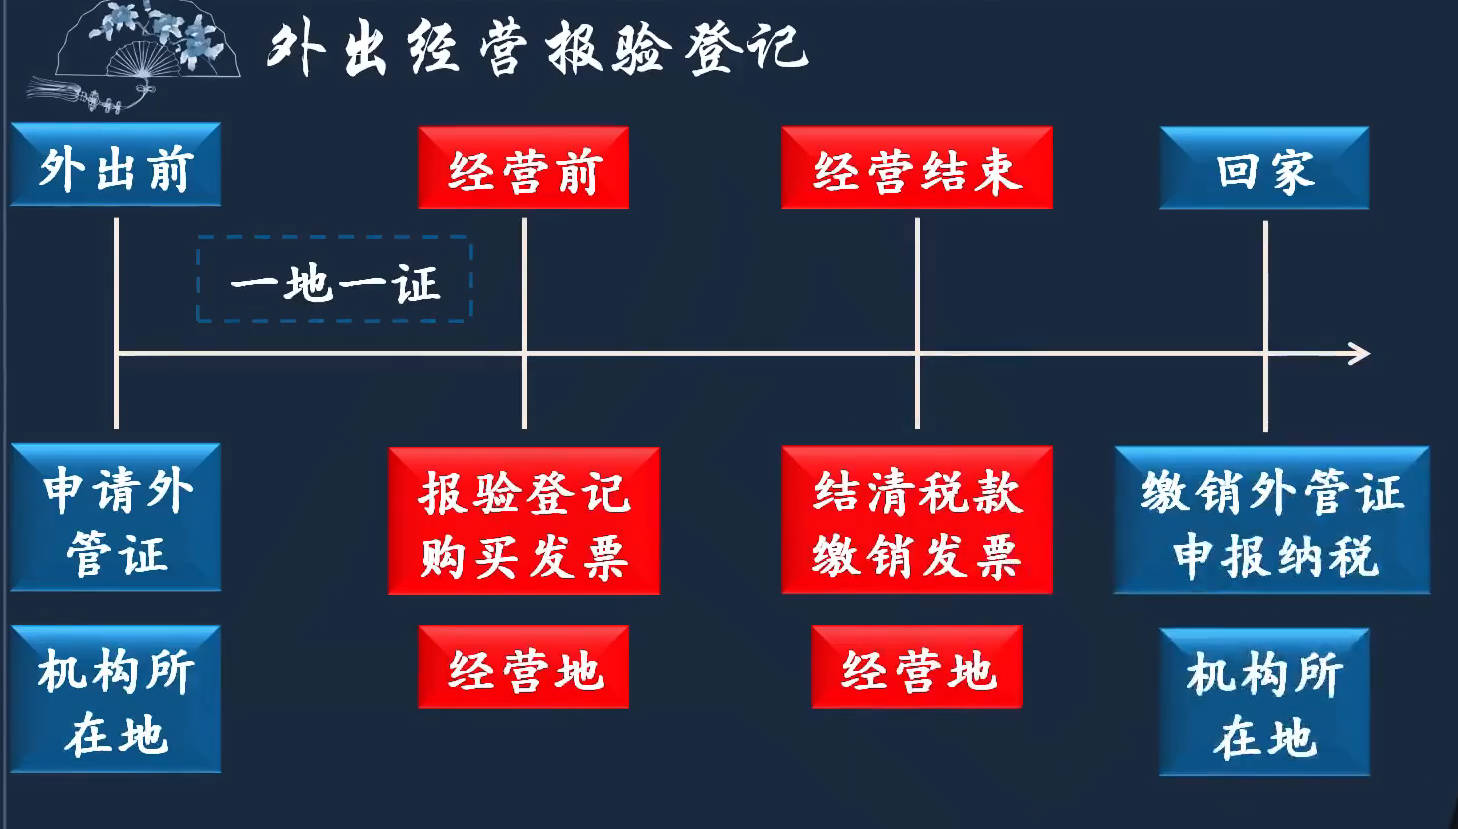 外出经营报验登记
外出前
经营前
经营结束
回家
一地一证
申请外
管证
报验登记
购买发票
结清税款
缴销发票
缴销外管证
申报纳税
机构所
在地
经营地
经营地
机构所
在地